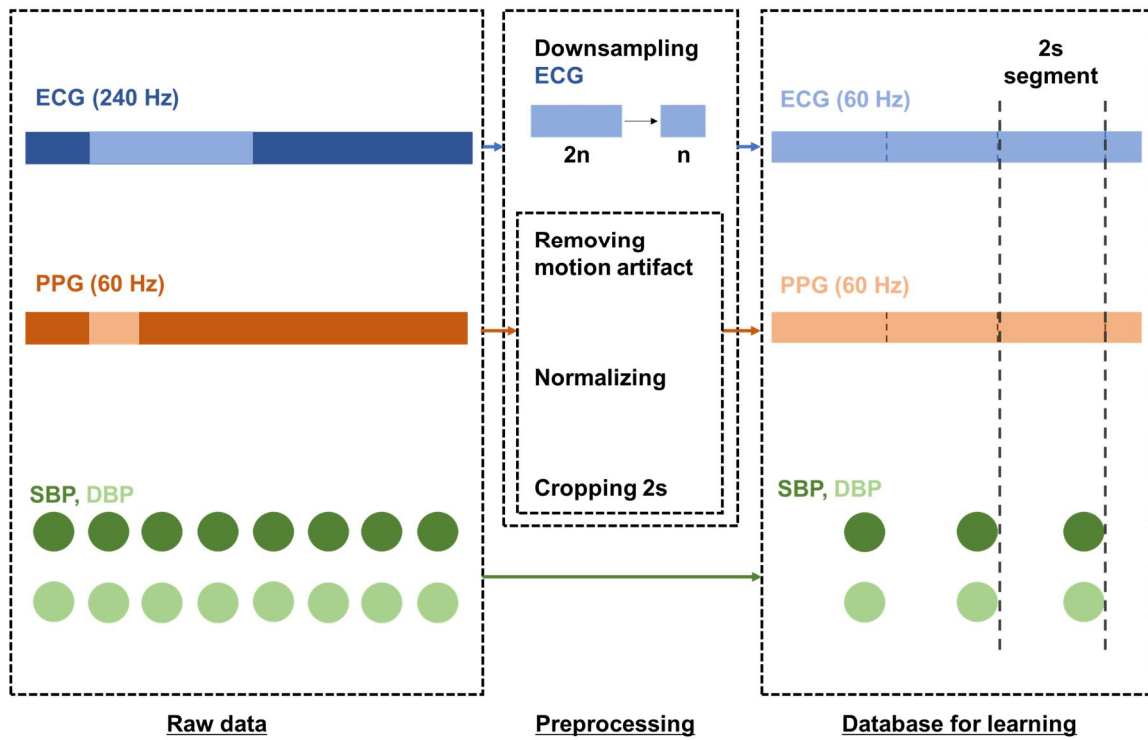 ECG (240 Hz)
PPG (60 Hz)
SBP, DBP
Raw data
Downsampling
ECG
2n
n
Removing
motion artifact
Normalizing
Cropping 2s
Preprocessing
2s
segment
ECG (60 Hz)
PPG (60 Hz)
SBP, DBP
Database for learning